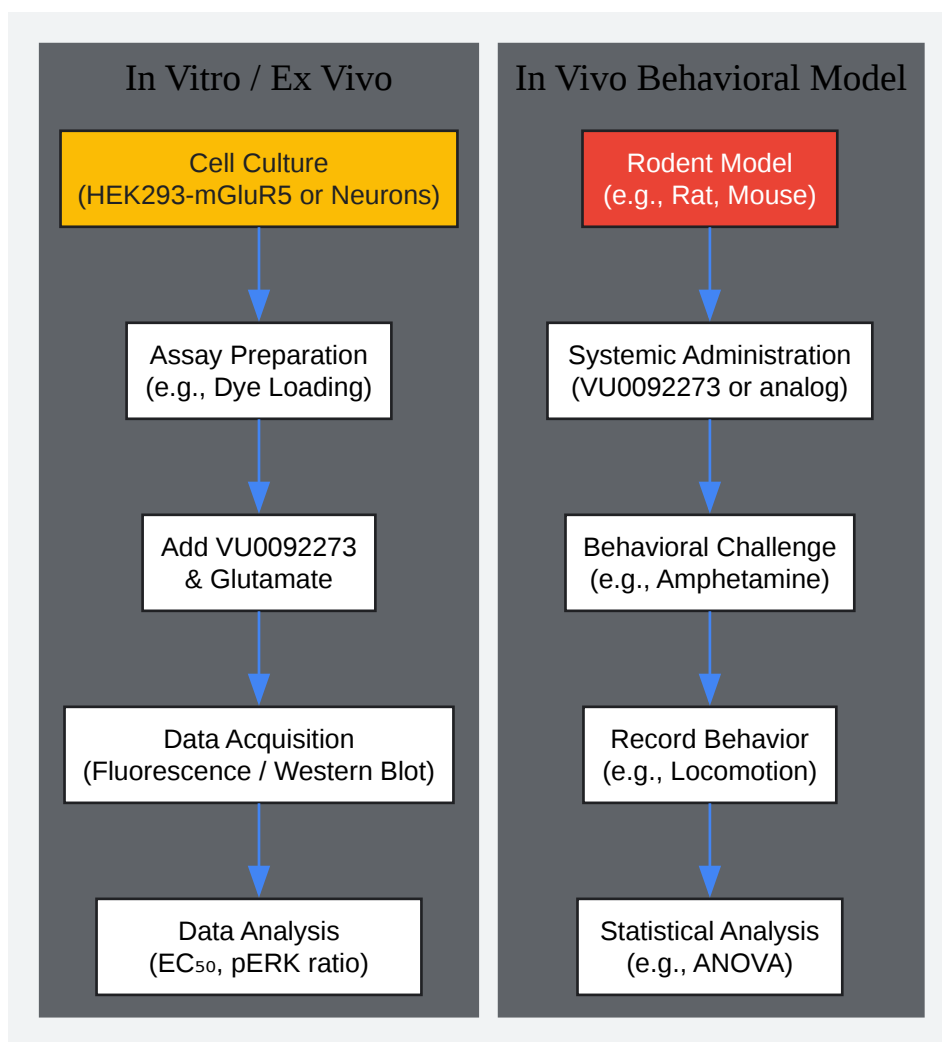 In Vitro / Ex Vivo
Cell Culture
(HEK293-mGluR5 or Neurons)
Assay Preparation
(e.g., Dye Loading)
Add VU0092273
& Glutamate
Data Acquisition
(Fluorescence / Western Blot)
Data Analysis
(EC₅₀, pERK ratio)
In Vivo Behavioral Model
Rodent Model
(e.g., Rat, Mouse)
Systemic Administration
(VU0092273 or analog)
Behavioral Challenge
(e.g., Amphetamine)
Record Behavior
(e.g., Locomotion)
Statistical Analysis
(e.g., ANOVA)